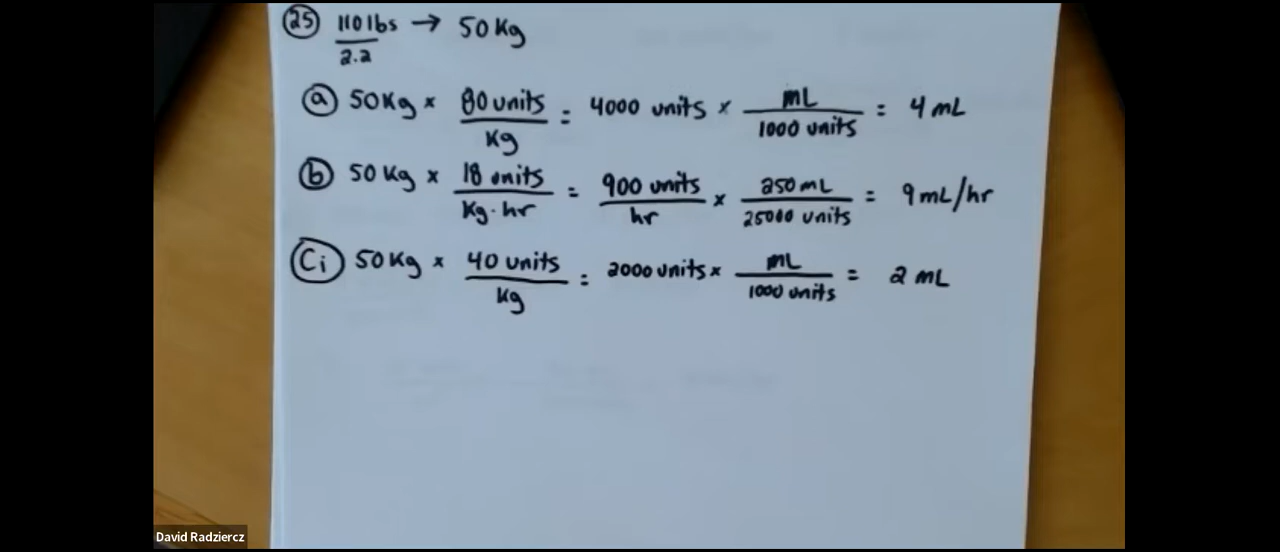 25 110 lbs → 50 Kg
2.2
a 50 Kg × 80 units / Kg = 4000 units × mL / 1000 units = 4 mL
b 50 Kg × 18 units / Kg · hr = 900 units / hr × 250 mL / 25000 units = 9 mL/hr
Ci 50 Kg × 40 units / Kg = 2000 units × mL / 1000 units = 2 mL
David Radziercz